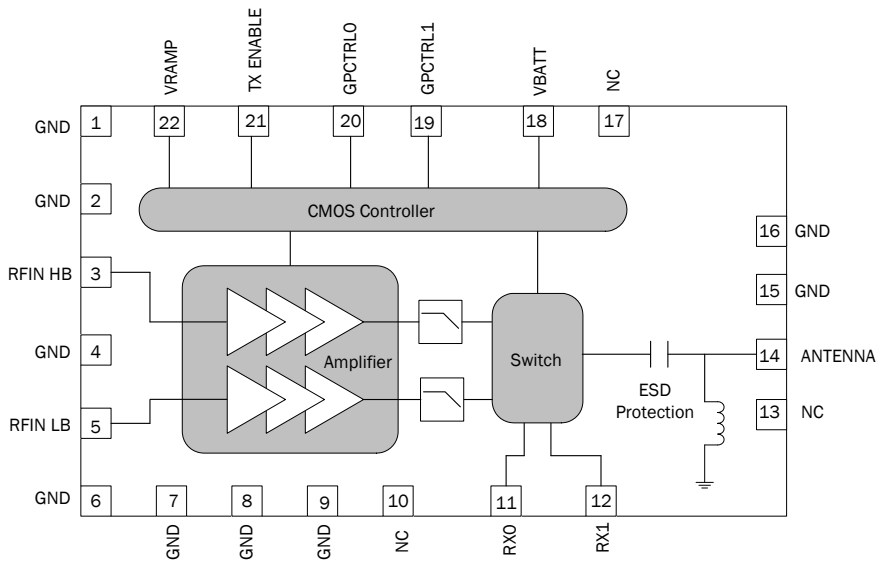 VRAMP
TX ENABLE
GPCTRL0
GPCTRL1
VBATT
NC
GND
1
22
21
20
19
18
17
GND
2
CMOS Controller
16
GND
RFIN HB
3
15
GND
GND
4
Amplifier
Switch
14
ANTENNA
ESD
Protection
RFIN LB
5
13
NC
GND
6
7
8
9
10
11
12
GND
GND
GND
NC
RX0
RX1